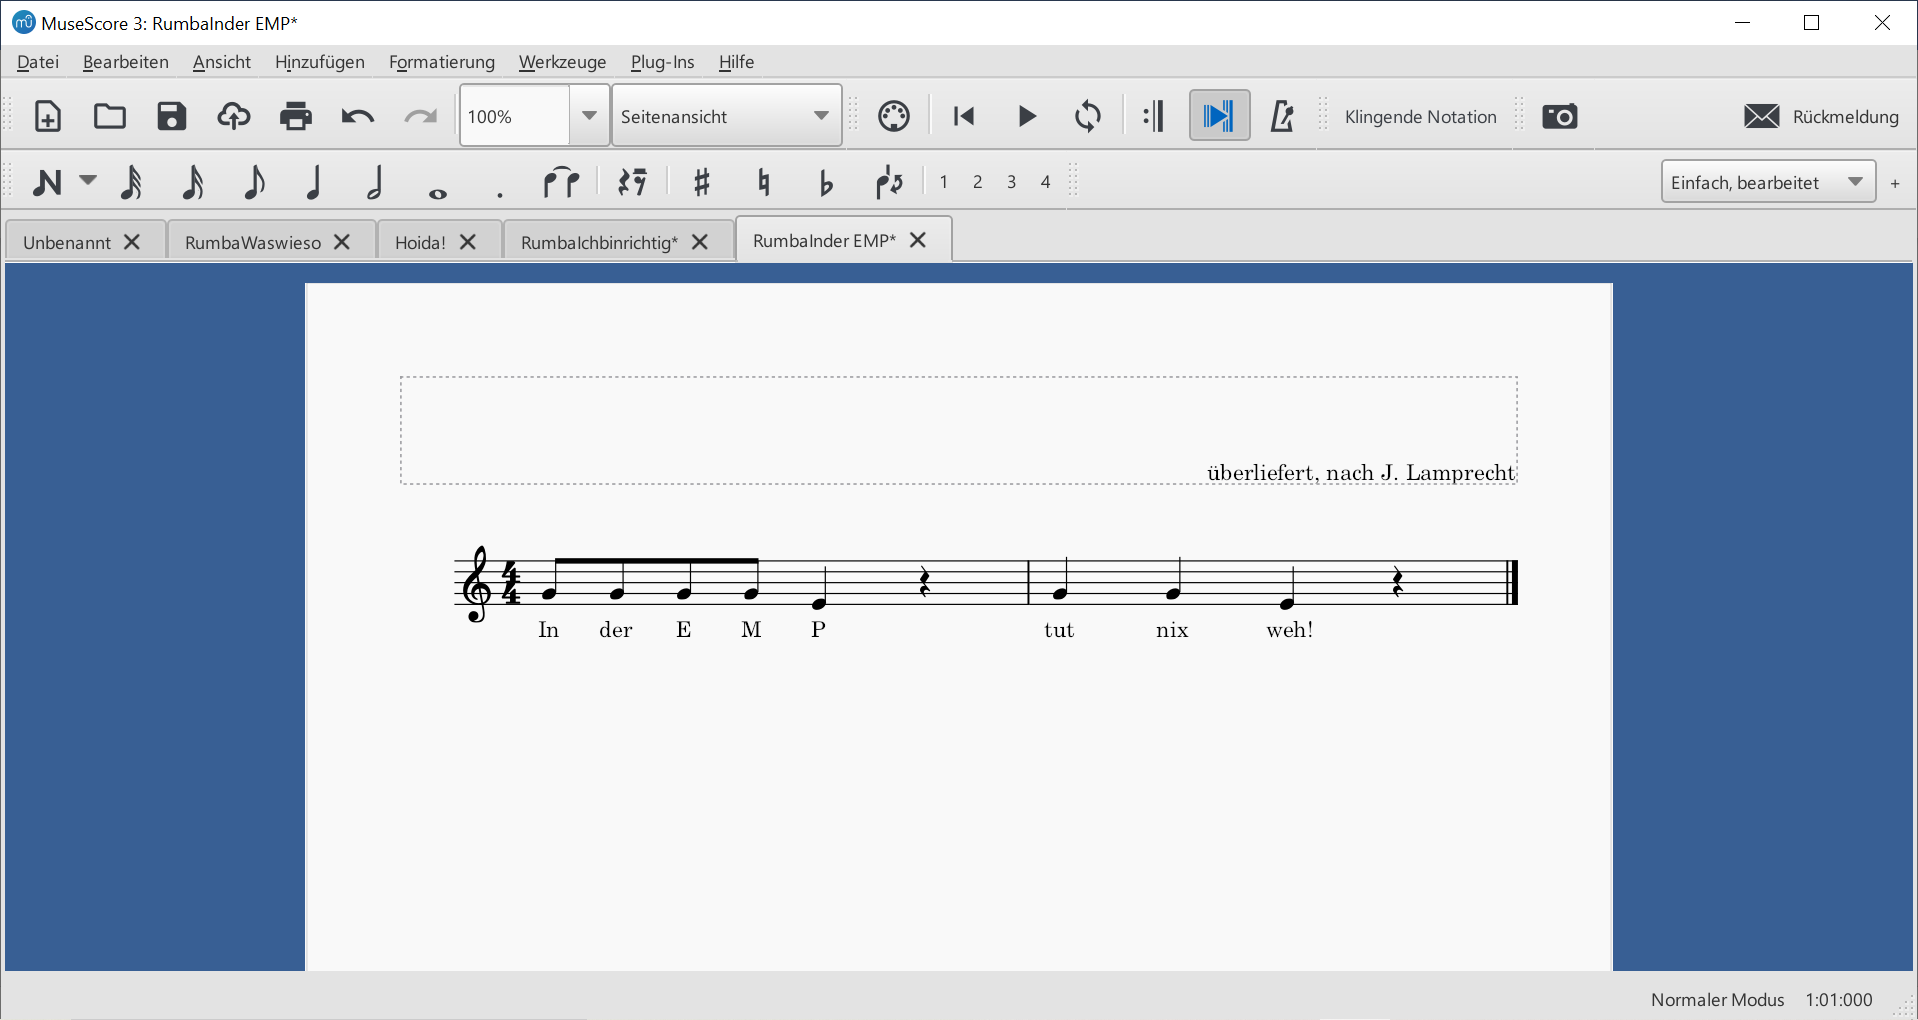 MuseScore 3: RumbaInder EMP*
Datei Bearbeiten Ansicht Hinzufügen Formatierung Werkzeuge Plug-Ins Hilfe
100% Seitenansicht Klingende Notation Rückmeldung
1 2 3 4 Einfach, bearbeitet +
Unbenannt RumbaWaswieso Hoida! RumbaIchbinrichtig* RumbaInder EMP*
überliefert, nach J. Lamprecht
4
4
In der E M P tut nix weh!
Normaler Modus 1:01:000